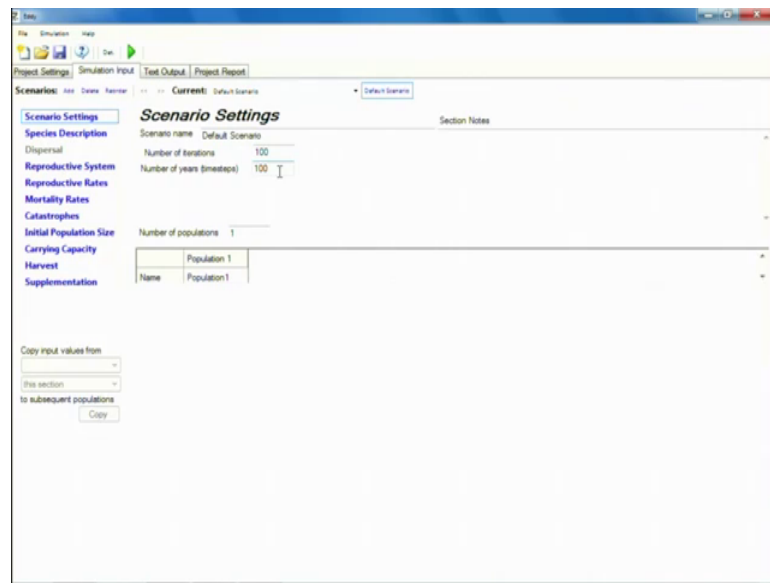 File Simulation Help
Project Settings Simulation Input Text Output Project Report
Scenarios: Add Delete Reorder << >> Current: Default Scenario Default Scenario
Scenario Settings
Species Description
Dispersal
Reproductive System
Reproductive Rates
Mortality Rates
Catastrophes
Initial Population Size
Carrying Capacity
Harvest
Supplementation
Copy input values from
this section
to subsequent populations
Copy
Scenario Settings
Section Notes
Scenario name Default Scenario
Number of iterations 100
Number of years (timesteps) 100
Number of populations 1
Population 1
Name Population1